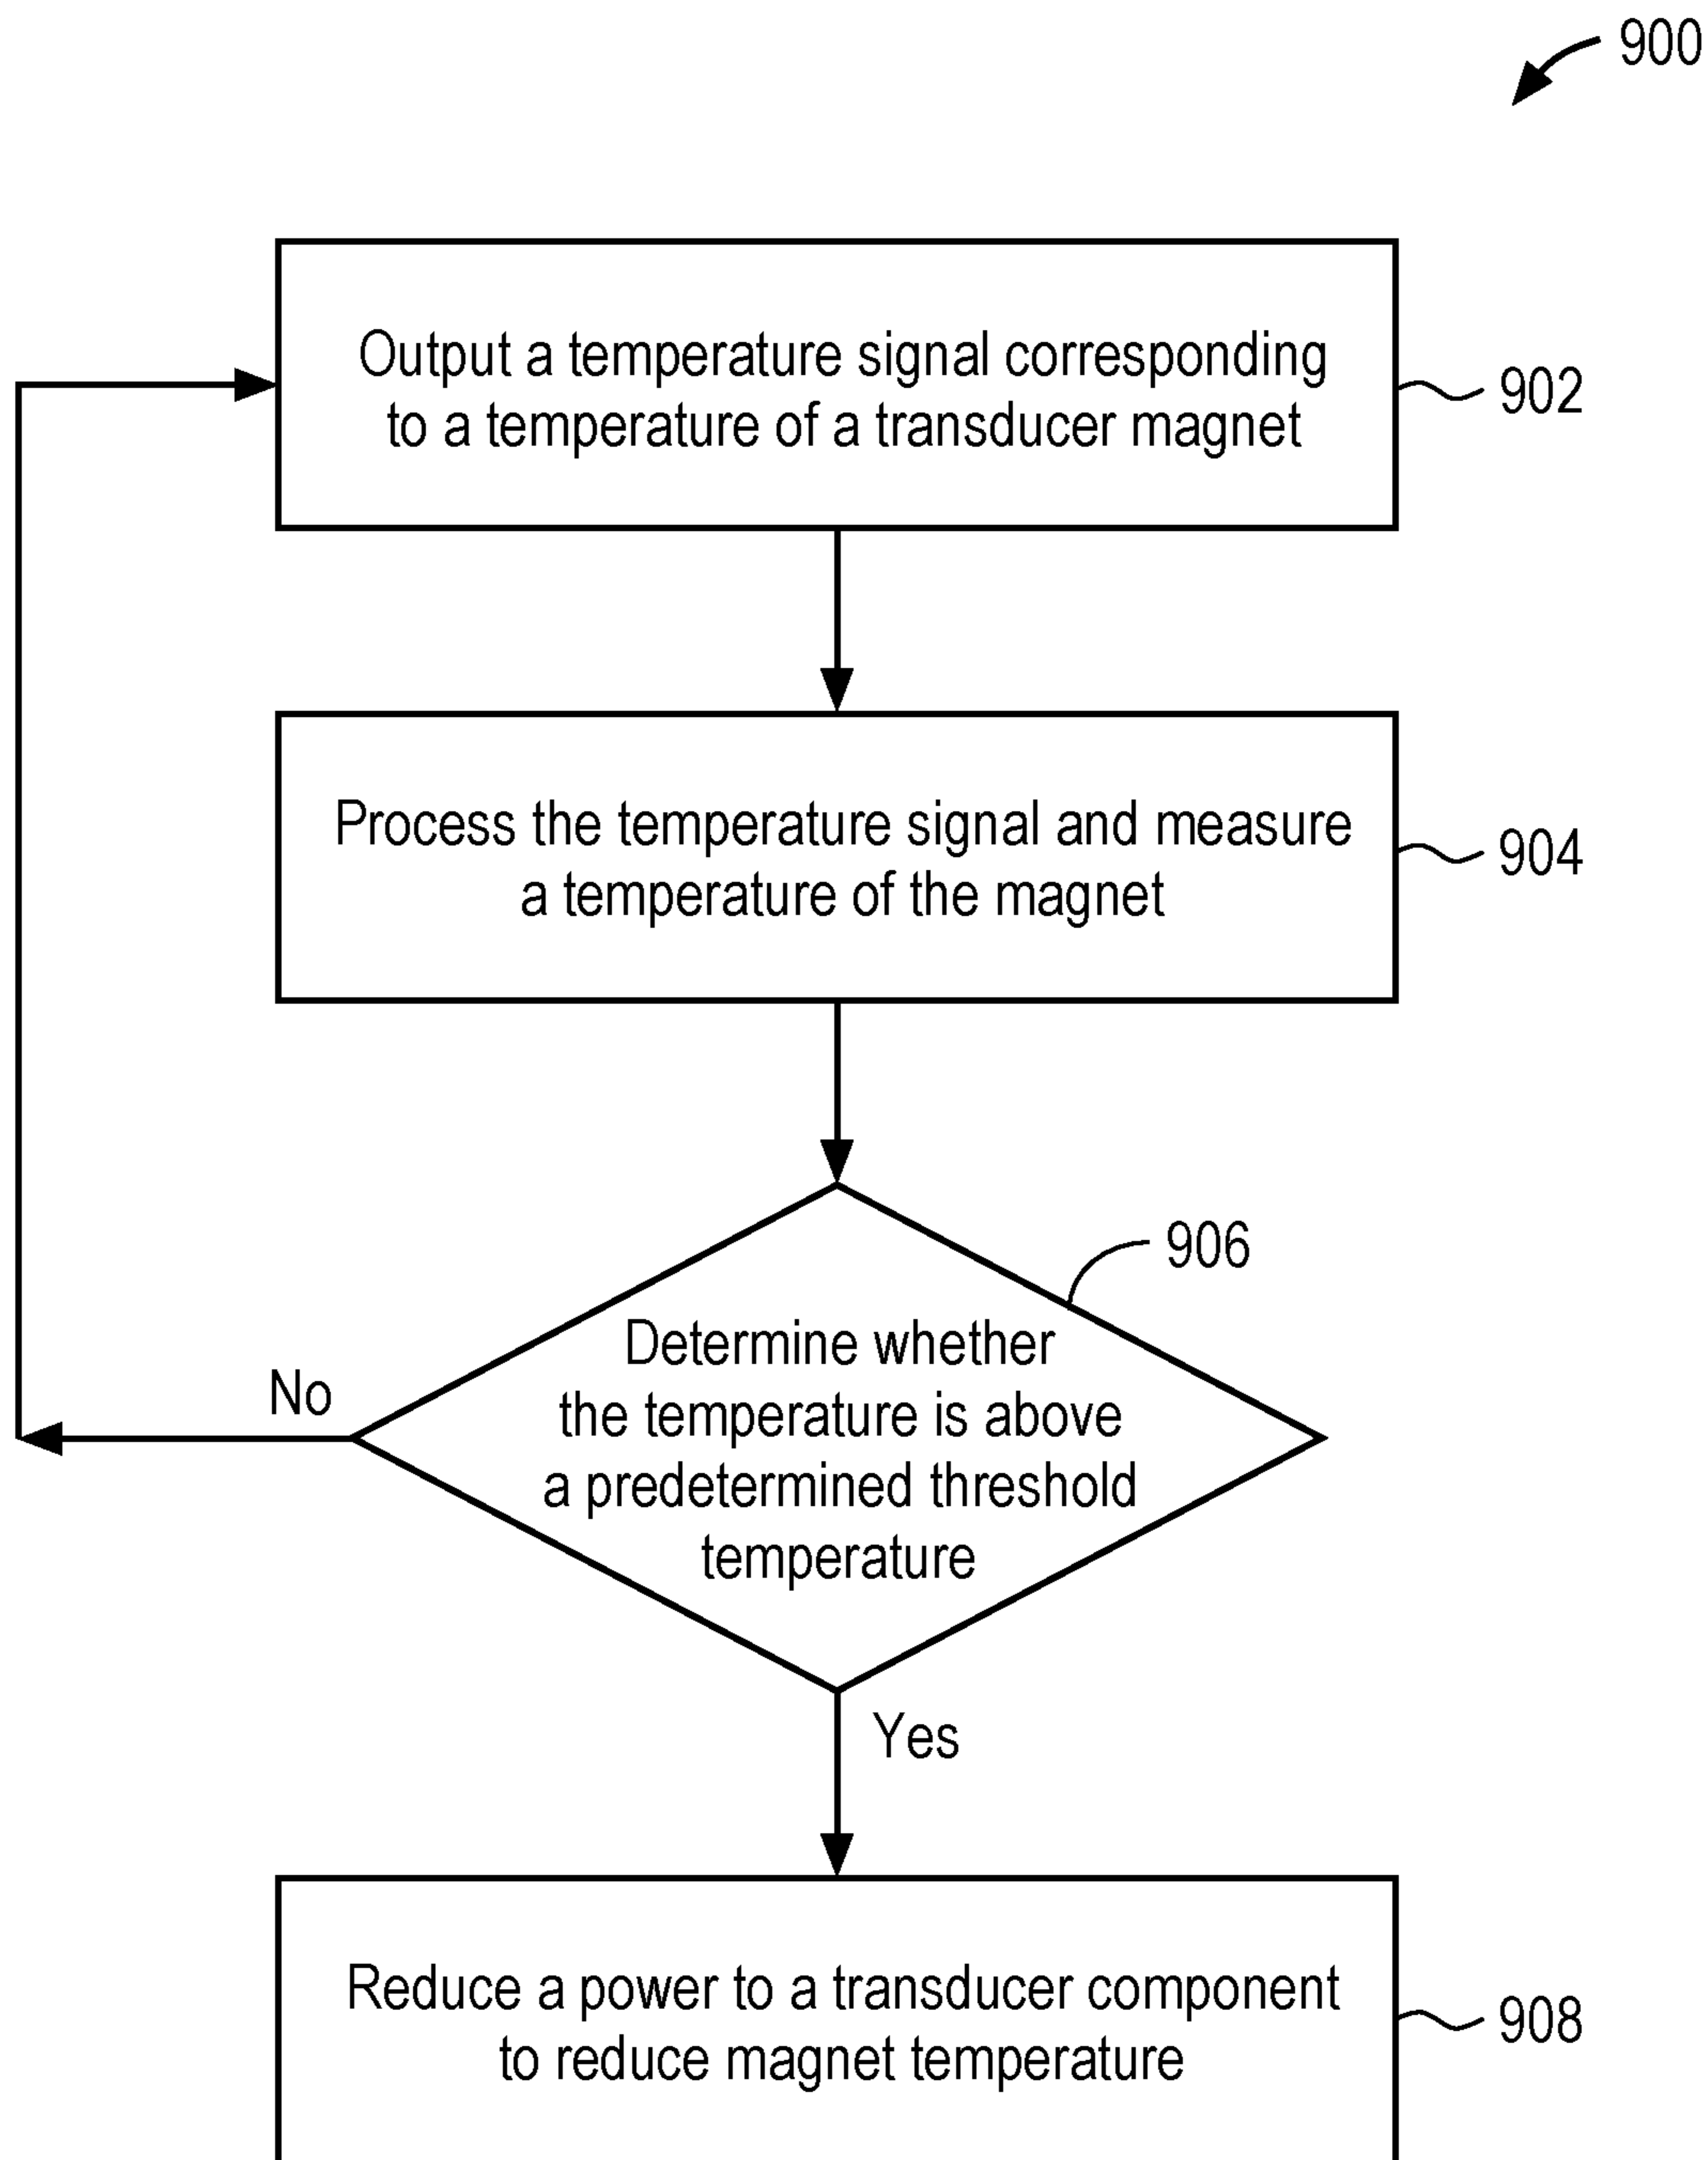 900
Output a temperature signal corresponding
to a temperature of a transducer magnet
902
Process the temperature signal and measure
a temperature of the magnet
904
906
Determine whether
the temperature is above
a predetermined threshold
temperature
No
Yes
Reduce a power to a transducer component
to reduce magnet temperature
908